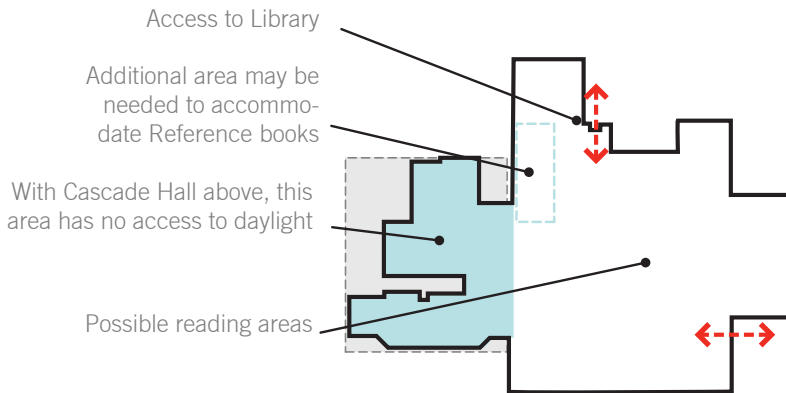 Access to Library
Additional area may be
needed to accommo-
date Reference books
With Cascade Hall above, this
area has no access to daylight
Possible reading areas